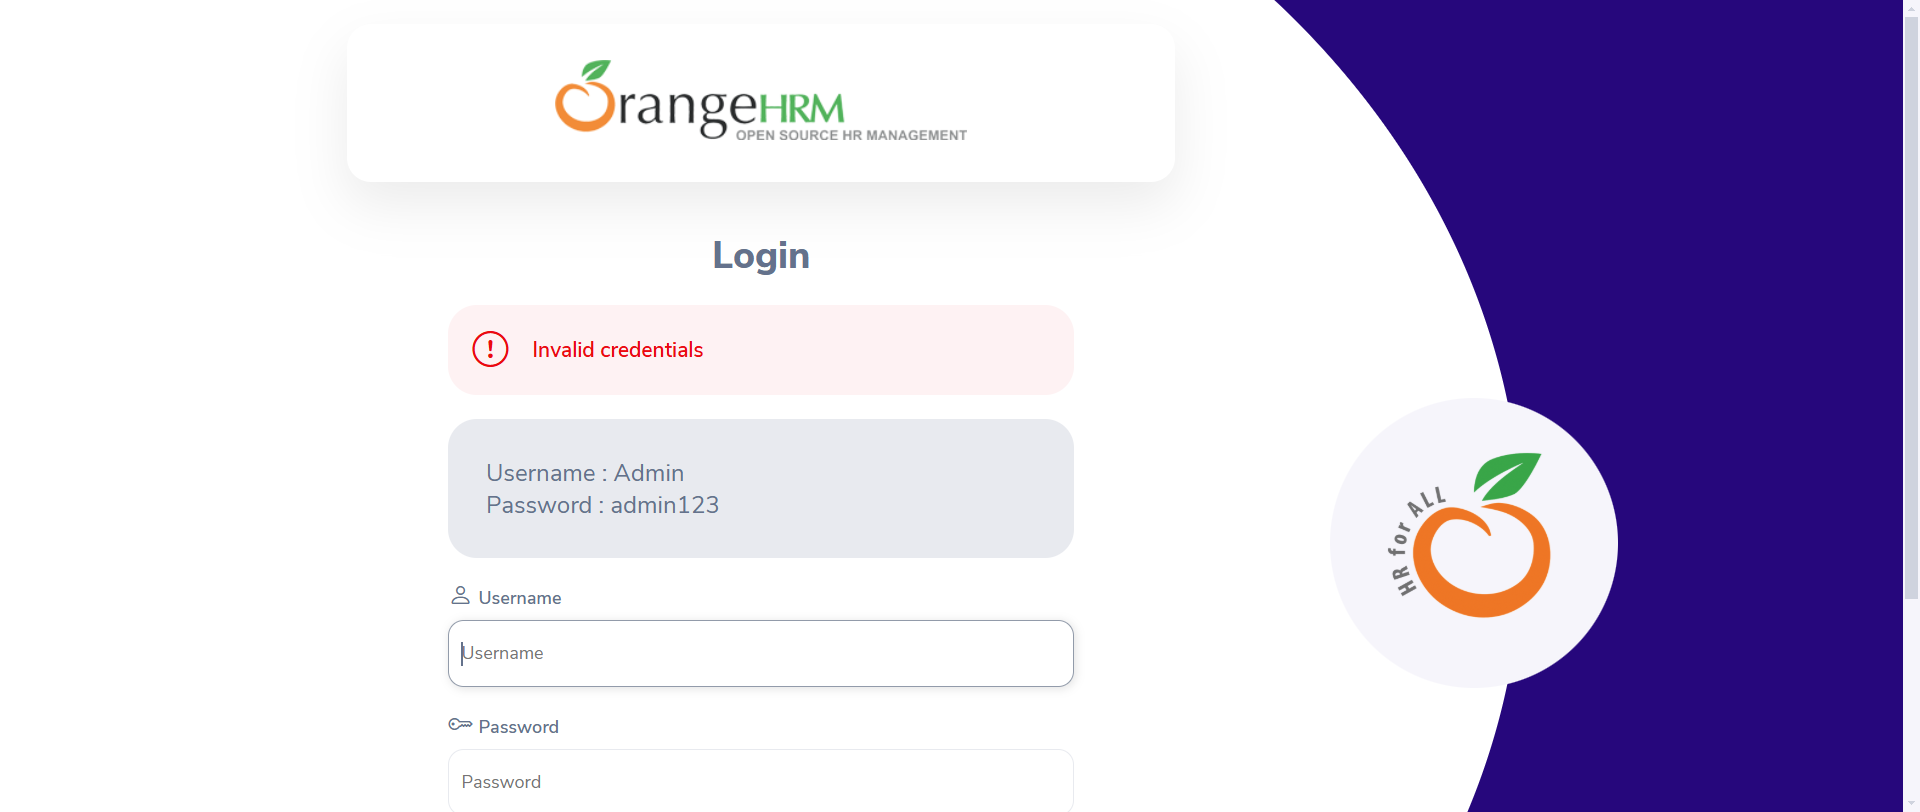 OrangeHRM
OPEN SOURCE HR MANAGEMENT
Login
! Invalid credentials
Username : Admin
Password : admin123
Username
Username
Password
Password
HR for ALL